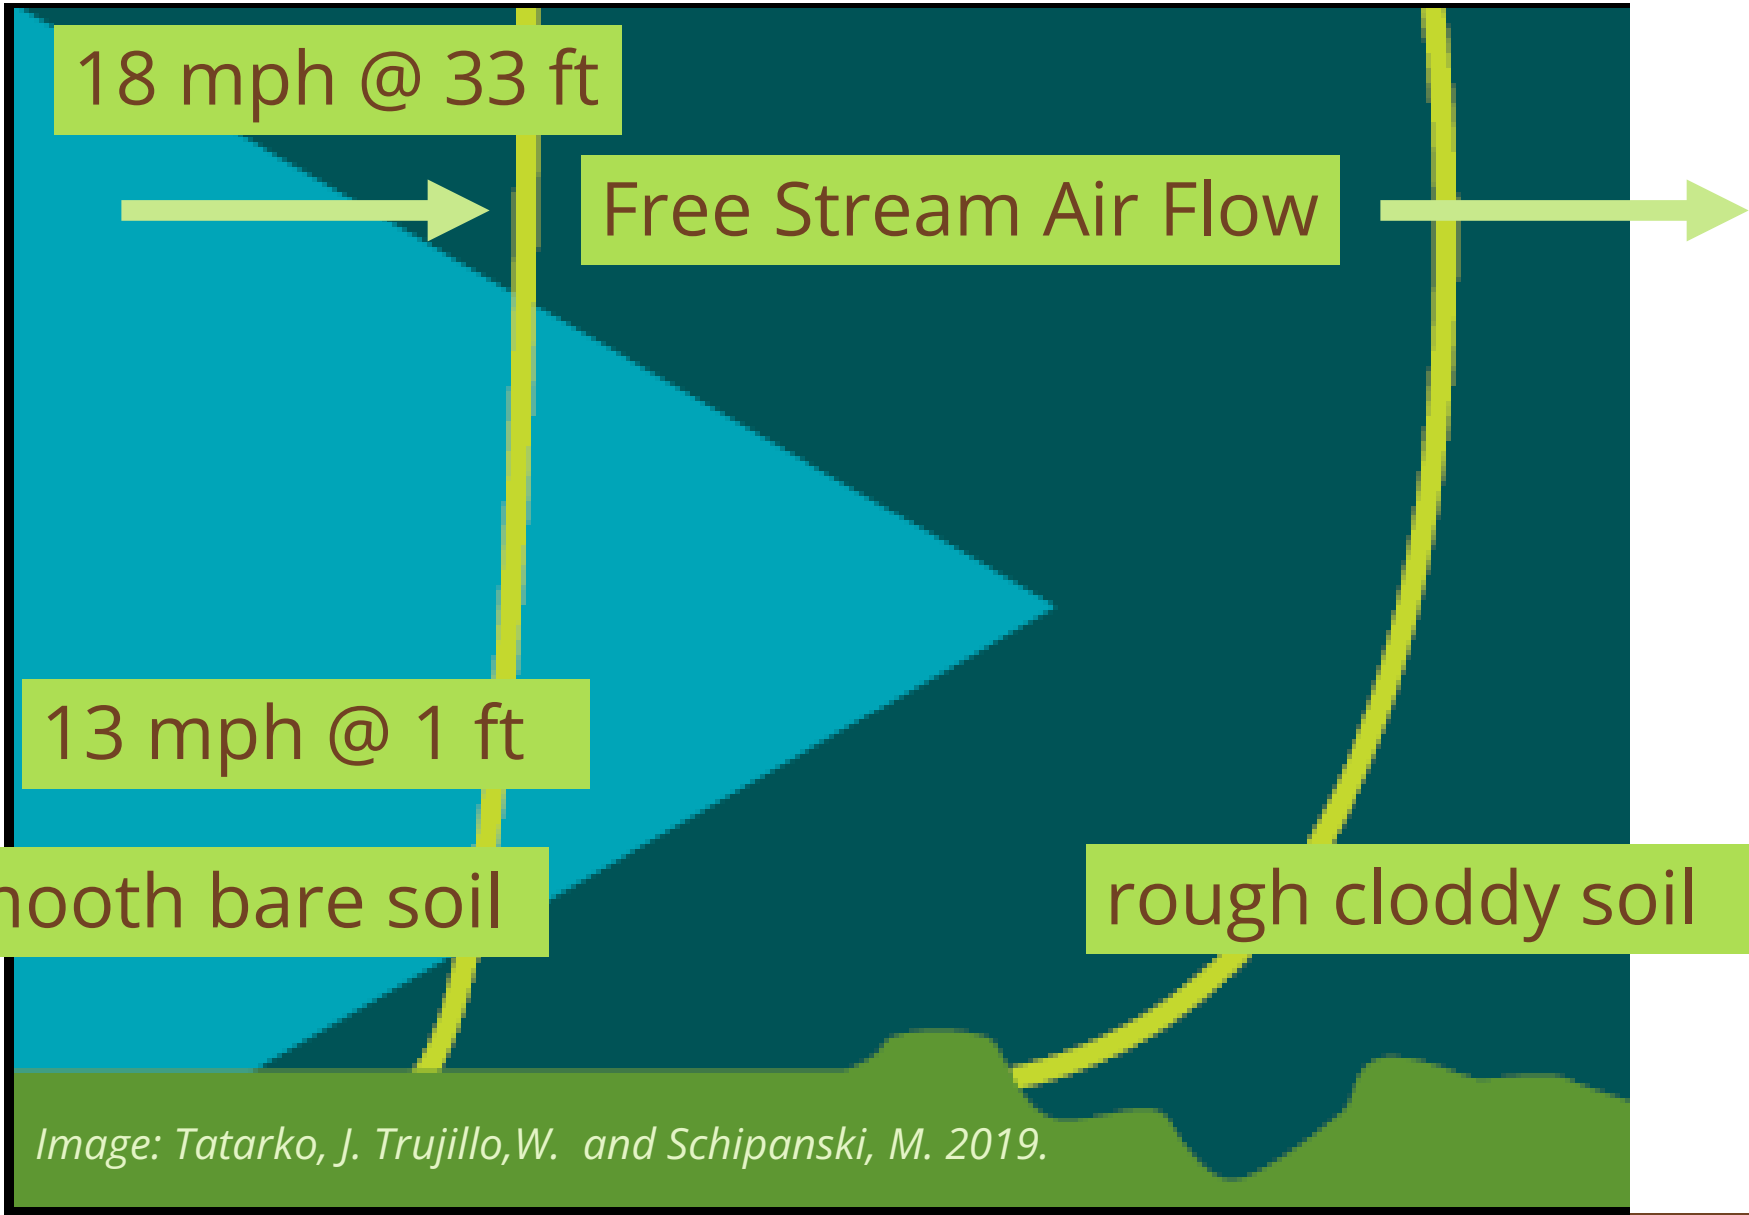 18 mph @ 33 ft
Free Stream Air Flow
13 mph @ 1 ft
bare soil
rough cloddy soil
Image: Tatarko, J. Trujillo,W. and Schipanski, M. 2019.